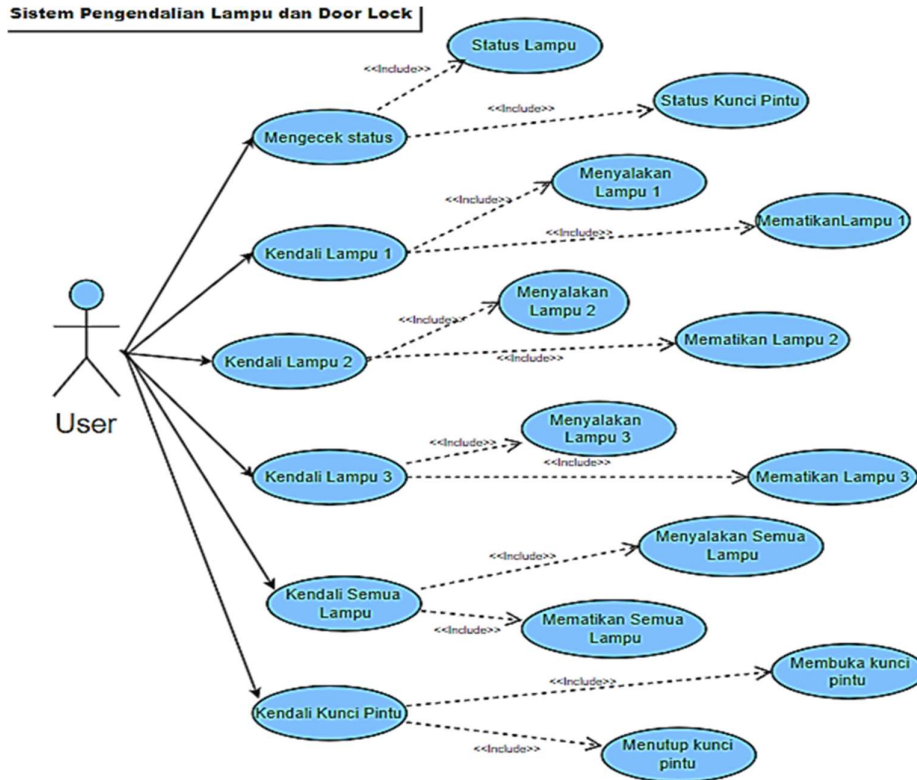 Sistem Pengendalian Lampu dan Door Lock
Status Lampu
<<Include>>
<<Include>>
Status Kunci Pintu
Mengecek status
Menyalakan
Lampu 1
<<Include>>
MematikanLampu 1
<<Include>>
Kendali Lampu 1
Menyalakan
Lampu 2
<<Include>>
Mematikan Lampu 2
<<Include>>
Kendali Lampu 2
User
Menyalakan
Lampu 3
<<Include>>
<<Include>>
Kendali Lampu 3
Mematikan Lampu 3
Menyalakan Semua
Lampu
<<Include>>
Kendali Semua
Lampu
<<Include>>
Mematikan Semua
Lampu
Membuka kunci
pintu
<<Include>>
Kendali Kunci Pintu
<<Include>>
Menutup kunci
pintu